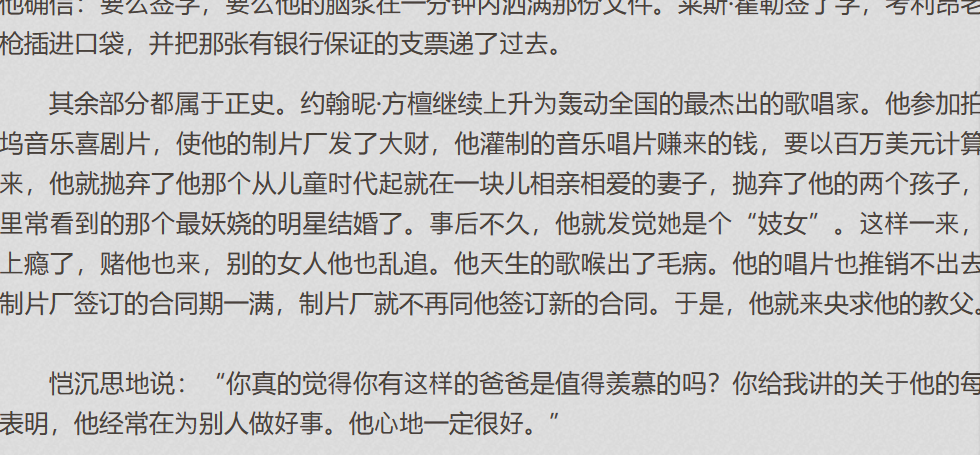 他确信：要么签字，要么他的脑浆在一分钟内洒满那份文件。莱斯·霍勒签了字，考利昂老
枪插进口袋，并把那张有银行保证的支票递了过去。
其余部分都属于正史。约翰昵·方檀继续上升为轰动全国的最杰出的歌唱家。他参加拍
坞音乐喜剧片，使他的制片厂发了大财，他灌制的音乐唱片赚来的钱，要以百万美元计算
来，他就抛弃了他那个从儿童时代起就在一块儿相亲相爱的妻子，抛弃了他的两个孩子，
里常看到的那个最妖娆的明星结婚了。事后不久，他就发觉她是个“妓女”。这样一来，
上瘾了，赌他也来，别的女人他也乱追。他天生的歌喉出了毛病。他的唱片也推销不出去
制片厂签订的合同期一满，制片厂就不再同他签订新的合同。于是，他就来央求他的教父。
恺沉思地说：“你真的觉得你有这样的爸爸是值得羡慕的吗？你给我讲的关于他的每
表明，他经常在为别人做好事。他心地一定很好。”